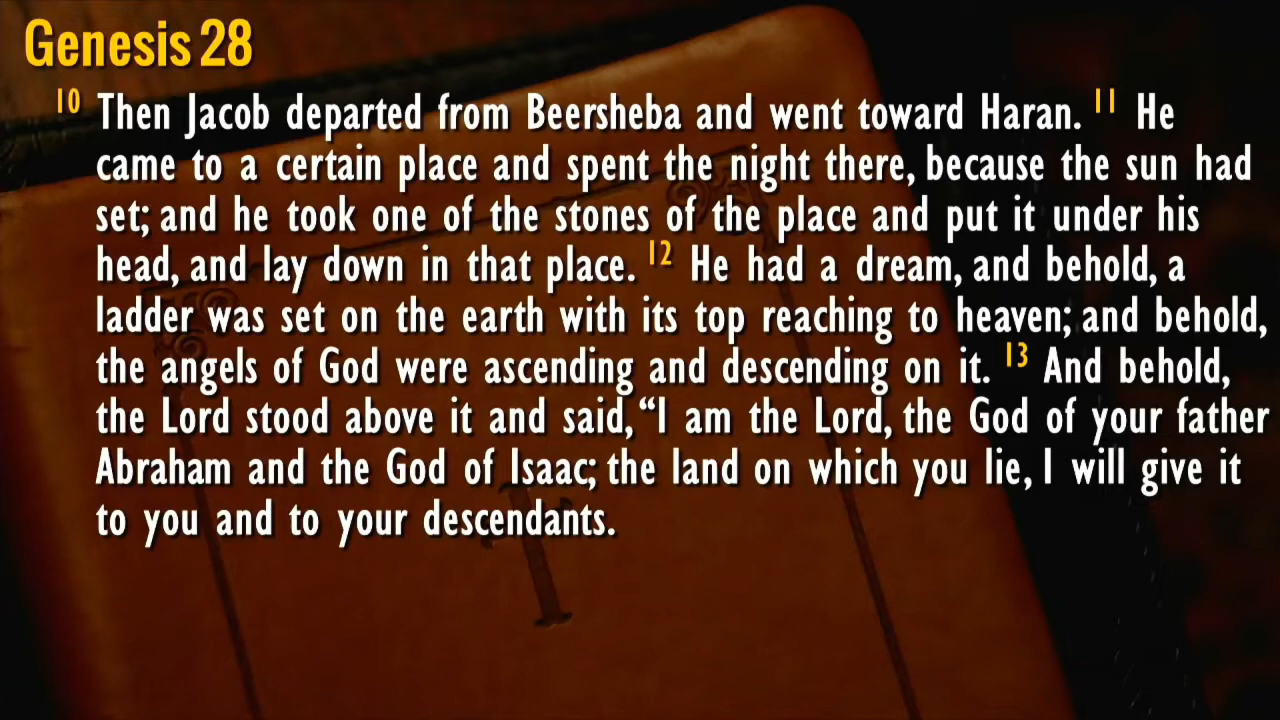 Genesis 28
10 Then Jacob departed from Beersheba and went toward Haran. 11 He
came to a certain place and spent the night there, because the sun had
set; and he took one of the stones of the place and put it under his
head, and lay down in that place. 12 He had a dream, and behold, a
ladder was set on the earth with its top reaching to heaven; and behold,
the angels of God were ascending and descending on it. 13 And behold,
the Lord stood above it and said, “I am the Lord, the God of your father
Abraham and the God of Isaac; the land on which you lie, I will give it
to you and to your descendants.